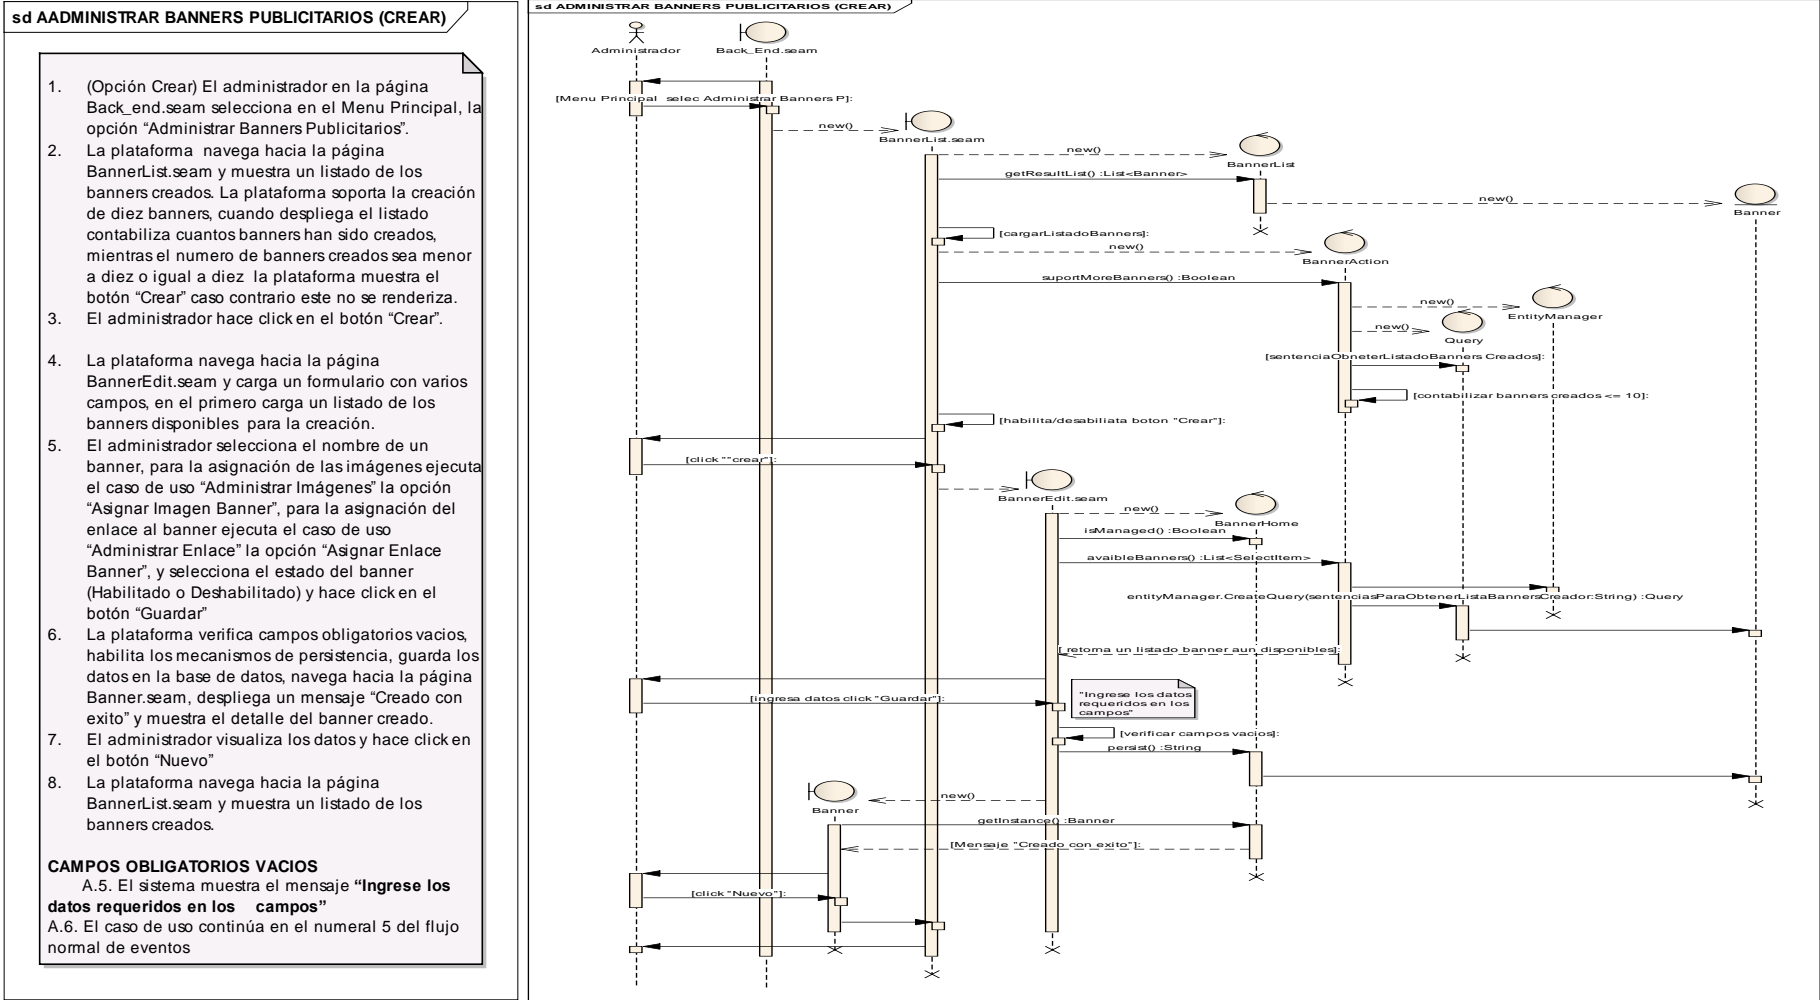 sd AADMINISTRAR BANNERS PUBLICITARIOS (CREAR)
1. (Opción Crear) El administrador en la página
Back_end.seam selecciona en el Menu Principal, la
opción “Administrar Banners Publicitarios”.
2. La plataforma navega hacia la página
BannerList.seam y muestra un listado de los
banners creados. La plataforma soporta la creación
de diez banners, cuando despliega el listado
contabiliza cuantos banners han sido creados,
mientras el numero de banners creados sea menor
a diez o igual a diez la plataforma muestra el
botón “Crear” caso contrario este no se renderiza.
3. El administrador hace click en el botón “Crear”.
4. La plataforma navega hacia la página
BannerEdit.seam y carga un formulario con varios
campos, en el primero carga un listado de los
banners disponibles para la creación.
5. El administrador selecciona el nombre de un
banner, para la asignación de las imágenes ejecuta
el caso de uso “Administrar Imágenes” la opción
“Asignar Imagen Banner”, para la asignación del
enlace al banner ejecuta el caso de uso
“Administrar Enlace” la opción “Asignar Enlace
Banner”, y selecciona el estado del banner
(Habilitado o Deshabilitado) y hace click en el
botón “Guardar”
6. La plataforma verifica campos obligatorios vacios,
habilita los mecanismos de persistencia, guarda los
datos en la base de datos, navega hacia la página
Banner.seam, despliega un mensaje “Creado con
exito” y muestra el detalle del banner creado.
7. El administrador visualiza los datos y hace click en
el botón “Nuevo”
8. La plataforma navega hacia la página
BannerList.seam y muestra un listado de los
banners creados.
CAMPOS OBLIGATORIOS VACIOS
A.5. El sistema muestra el mensaje “Ingrese los
datos requeridos en los campos”
A.6. El caso de uso continúa en el numeral 5 del flujo
normal de eventos
sd ADMINISTRAR BANNERS PUBLICITARIOS (CREAR)
Administrador
Back_End.seam
[Menu Principal selec Administrar Banners P]:
new()
BannerList.seam
new()
BannerList
getResultList() :List<Banner>
new()
Banner
[cargarListadoBanners]:
new()
BannerAction
suportMoreBanners() :Boolean
new()
EntityManager
new()
Query
[sentenciaObneterListadoBanners Creados]:
[contabilizar banners creados <= 10]:
[habilita/desabiliata boton "Crear"]:
[click ""crear"]:
BannerEdit.seam
new()
BannerHome
isManaged() :Boolean
avaibleBanners() :List<SelectItem>
entityManager.CreateQuery(sentenciasParaObtenerListaBannersCreador:String) :Query
[ retorna un listado banner aun disponibles]:
[ingresa datos click "Guardar"]:
"Ingrese los datos
requeridos en los
campos"
[verificar campos vacios]:
persist() :String
new()
Banner
getInstance() :Banner
[Mensaje "Creado con exito"]:
[click "Nuevo"]: